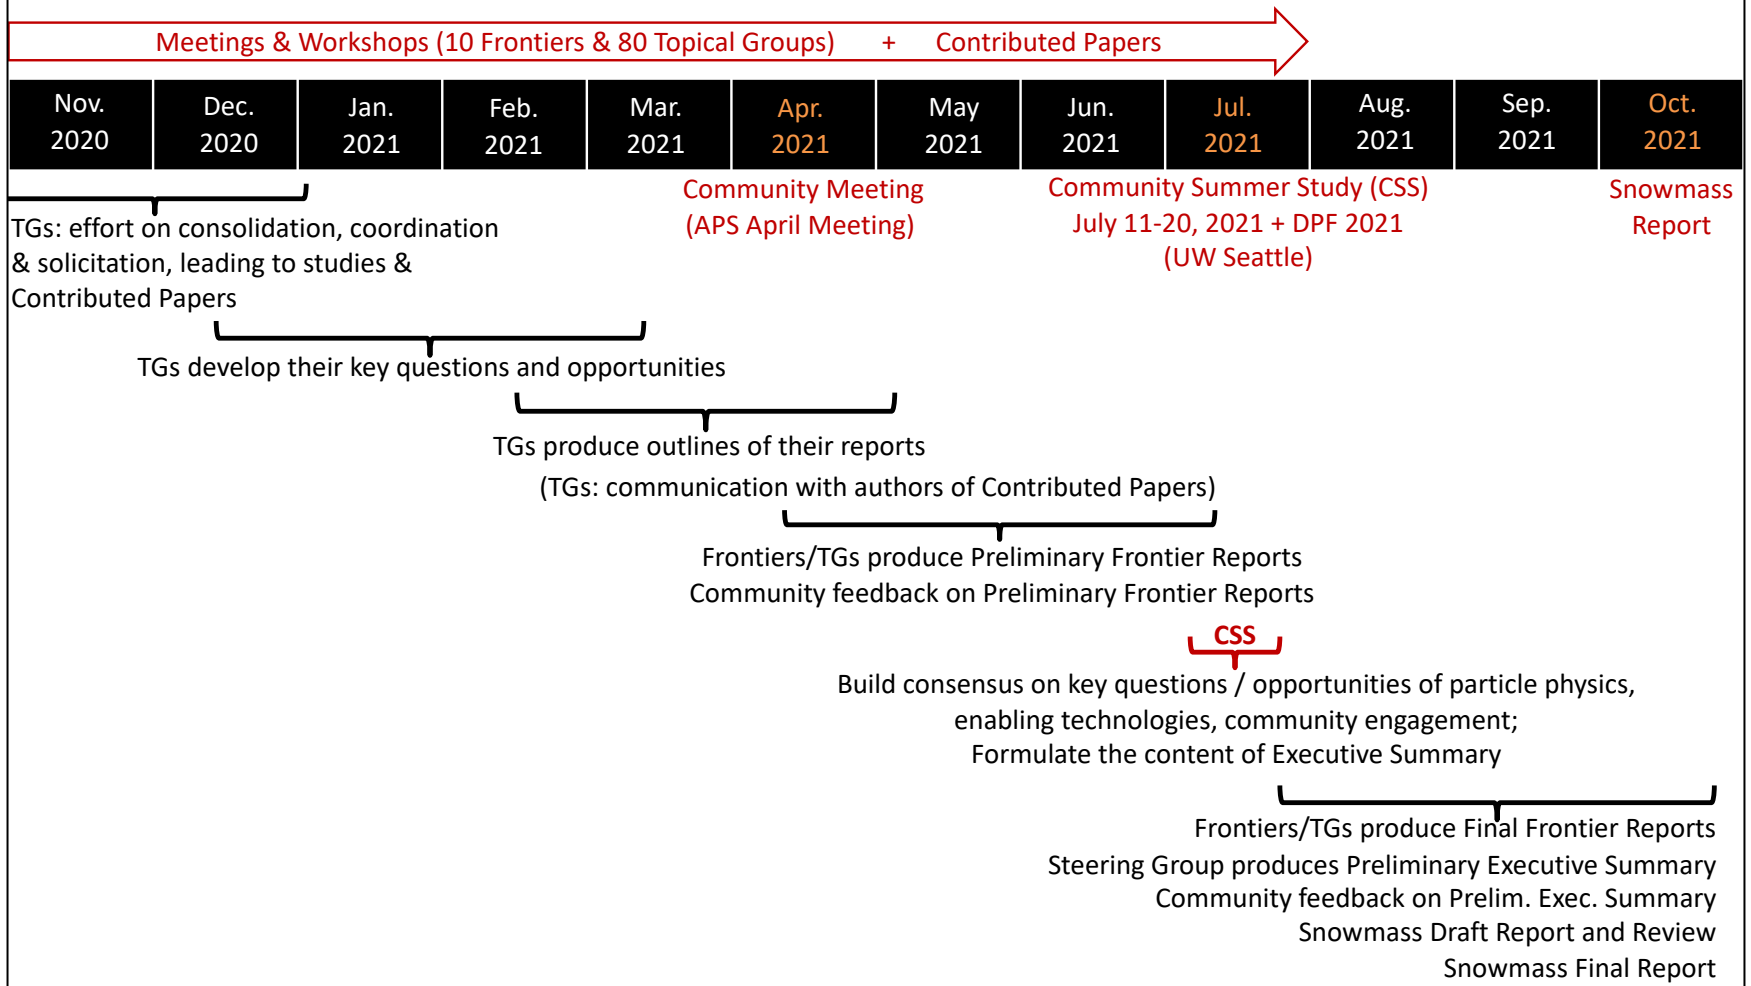 Meetings & Workshops (10 Frontiers & 80 Topical Groups) + Contributed Papers
Nov. 2020
Dec. 2020
Jan. 2021
Feb. 2021
Mar. 2021
Apr. 2021
May 2021
Jun. 2021
Jul. 2021
Aug. 2021
Sep. 2021
Oct. 2021
Community Meeting
(APS April Meeting)
Community Summer Study (CSS)
July 11-20, 2021 + DPF 2021
(UW Seattle)
Snowmass
Report
TGs: effort on consolidation, coordination
& solicitation, leading to studies &
Contributed Papers
TGs develop their key questions and opportunities
TGs produce outlines of their reports
(TGs: communication with authors of Contributed Papers)
Frontiers/TGs produce Preliminary Frontier Reports
Community feedback on Preliminary Frontier Reports
CSS
Build consensus on key questions / opportunities of particle physics,
enabling technologies, community engagement;
Formulate the content of Executive Summary
Frontiers/TGs produce Final Frontier Reports
Steering Group produces Preliminary Executive Summary
Community feedback on Prelim. Exec. Summary
Snowmass Draft Report and Review
Snowmass Final Report